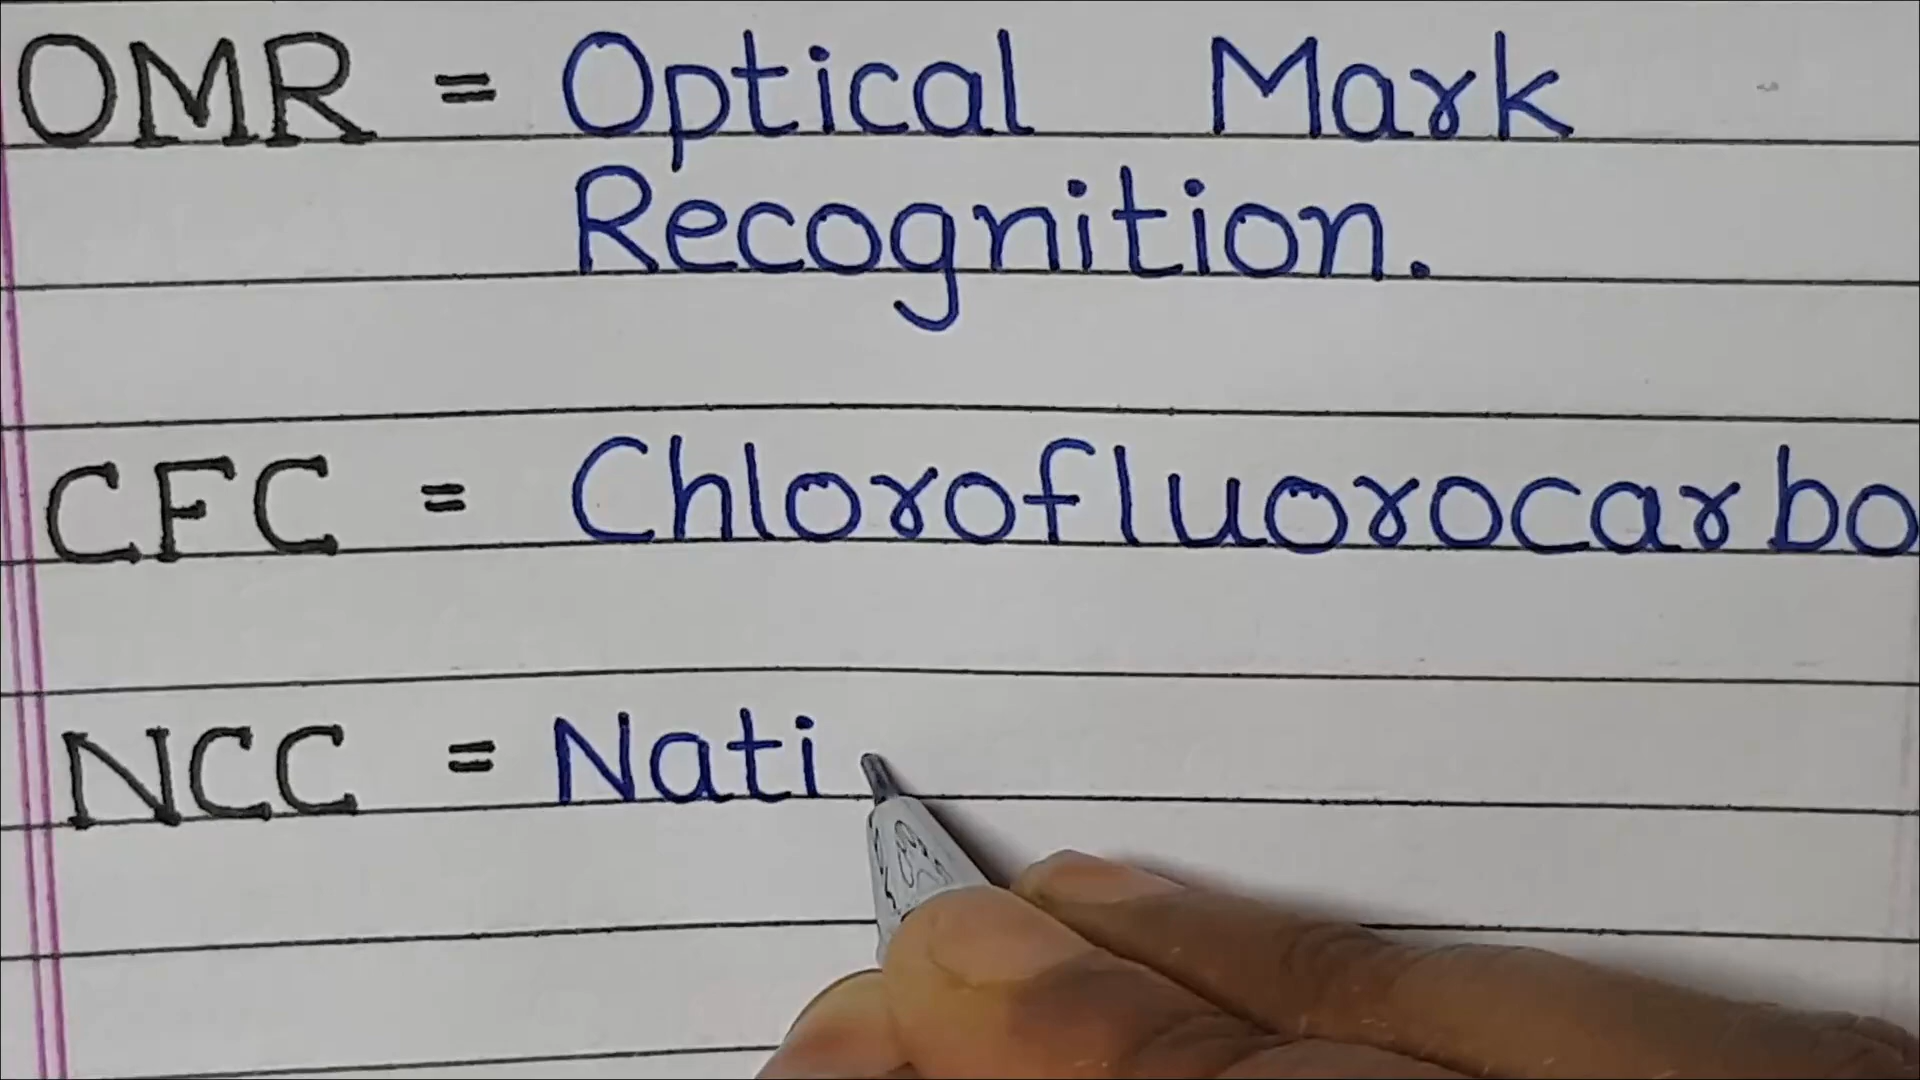 OMR = Optical Mark
Recognition.
CFC = Chlorofluorocarbo
NCC = Nati